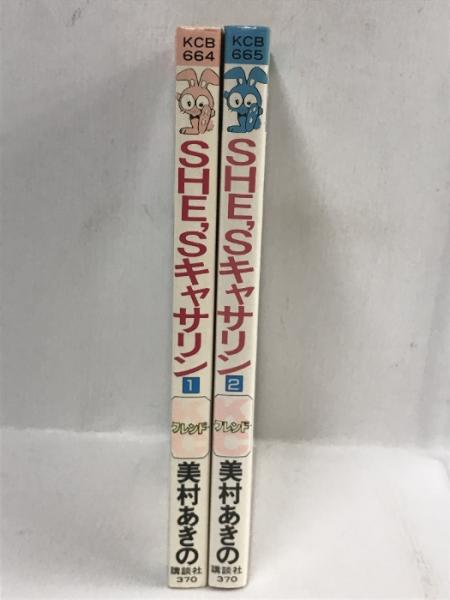 KCB
664
SHE'Sキャサリン
1
フレンド
美村あきの
講談社
370
KCB
665
SHE'Sキャサリン
2
フレンド
美村あきの
講談社
370